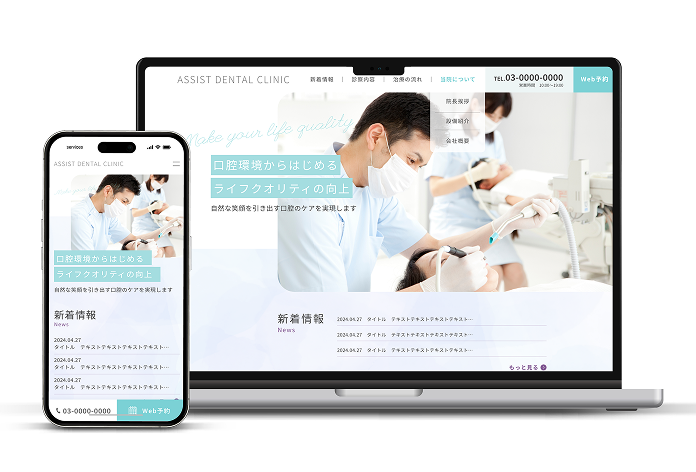 ASSIST DENTAL CLINIC
新着情報 | 診察内容 | 治療の流れ | 当院について
TEL.03-0000-0000
営業時間 10:00～19:00
Web予約
院長挨拶
設備紹介
会社概要
Make your life quality
口腔環境からはじめる
ライフクオリティの向上
自然な笑顔を引き出す口腔のケアを実現します
新着情報
News
2024.04.27 タイトル テキストテキストテキストテキスト…
2024.04.27 タイトル テキストテキストテキストテキスト…
2024.04.27 タイトル テキストテキストテキストテキスト…
もっと見る
services
ASSIST DENTAL CLINIC
口腔環境からはじめる
ライフクオリティの向上
自然な笑顔を引き出す口腔のケアを実現します
新着情報
News
2024.04.27
タイトル テキストテキストテキストテキスト…
2024.04.27
タイトル テキストテキストテキストテキスト…
2024.04.27
タイトル テキストテキストテキストテキスト…
03-0000-0000
Web予約